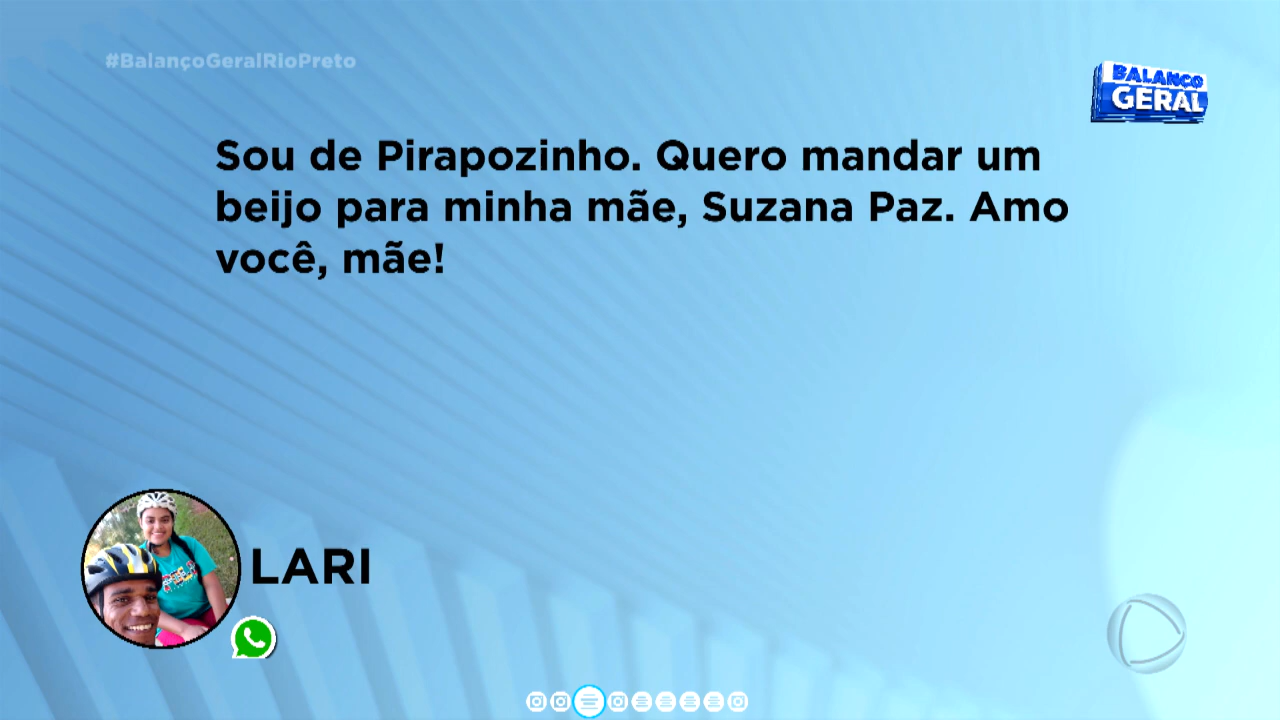 #BalançoGeralRioPreto
BALANÇO
GERAL
Sou de Pirapozinho. Quero mandar um
beijo para minha mãe, Suzana Paz. Amo
você, mãe!
LARI